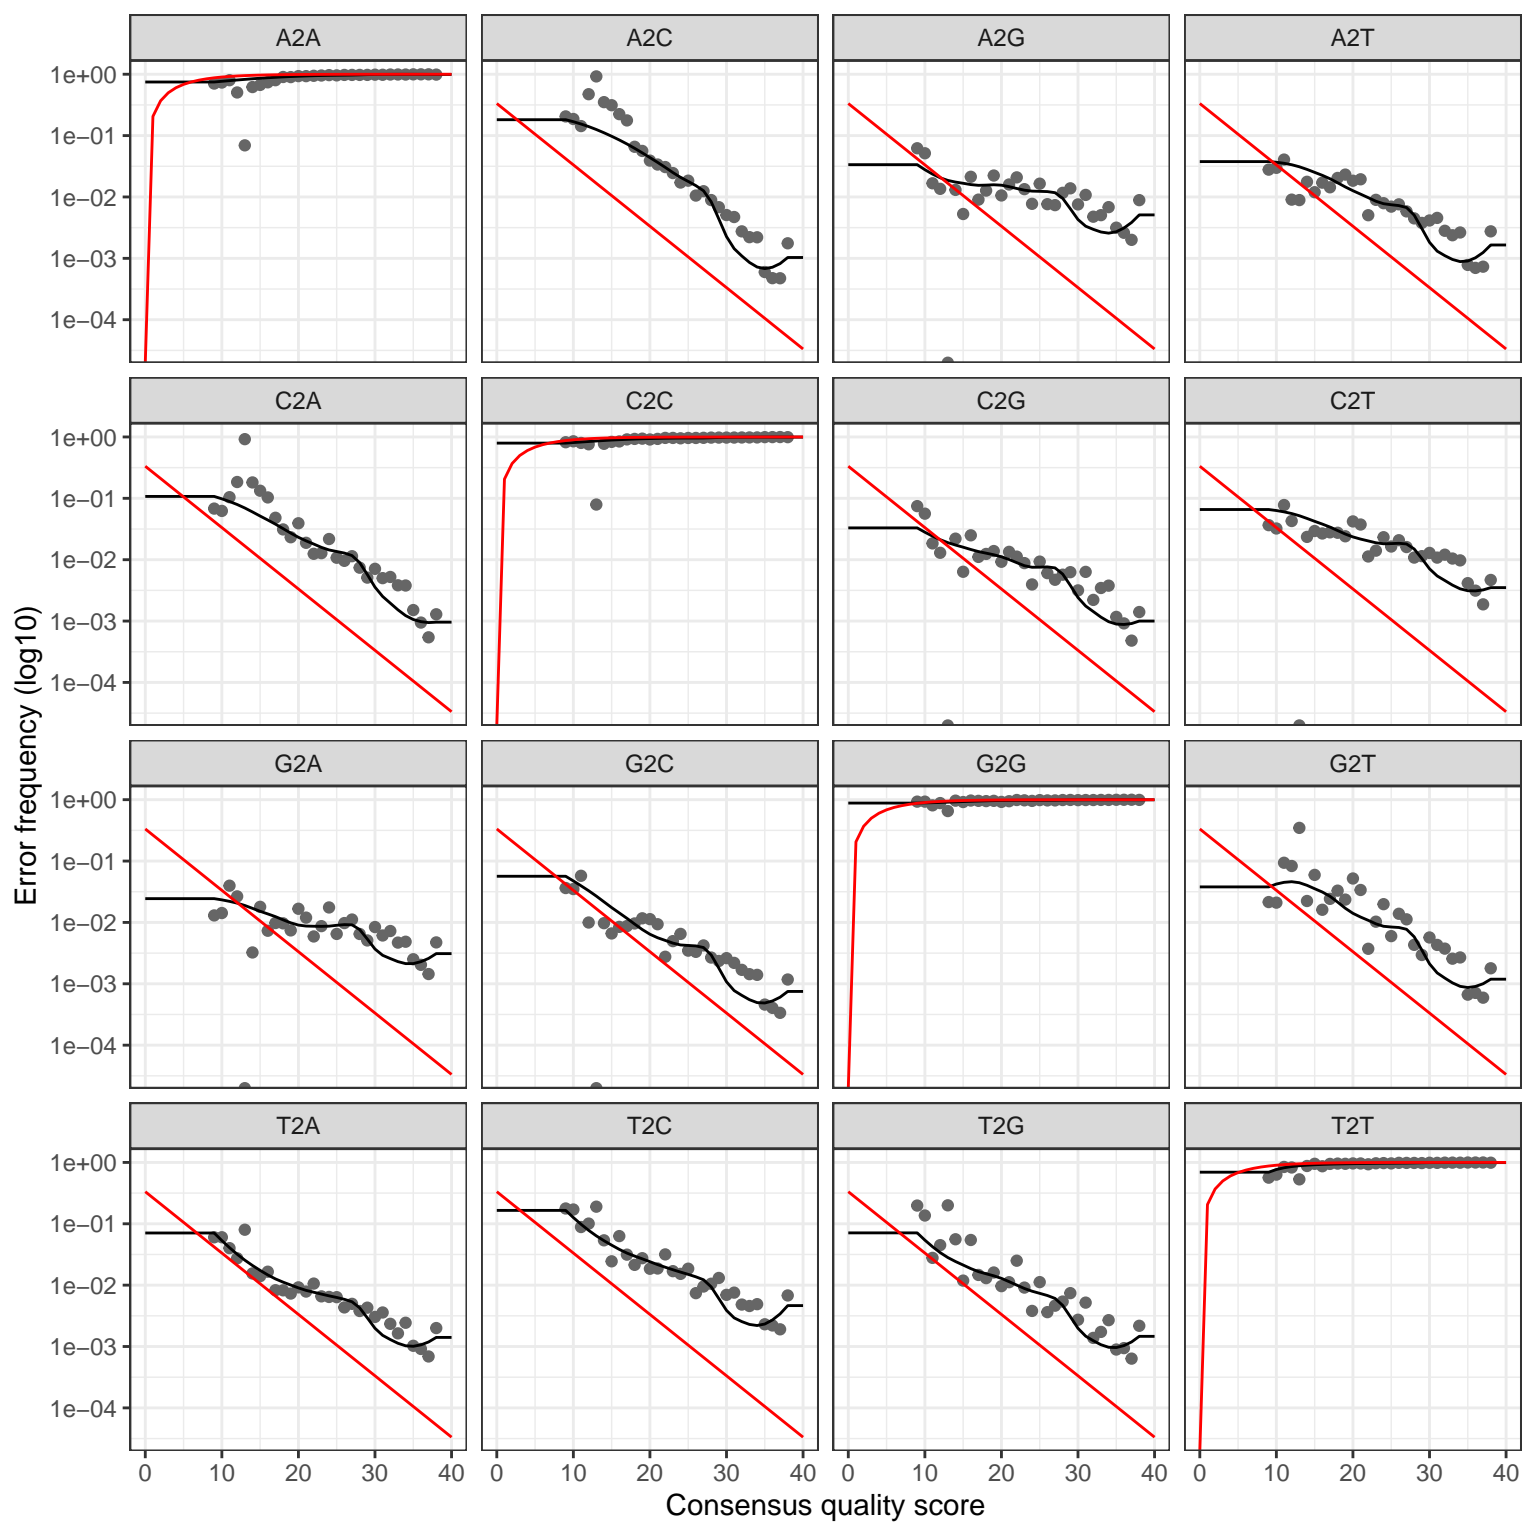 A2A A2C A2G A2T
1e+00
1e−01
1e−02
1e−03
1e−04
C2A C2C C2G C2T
1e+00
1e−01
1e−02
1e−03
1e−04
Error frequency (log10)
G2A G2C G2G G2T
1e+00
1e−01
1e−02
1e−03
1e−04
T2A T2C T2G T2T
1e+00
1e−01
1e−02
1e−03
1e−04
0 10 20 30 40 0 10 20 30 40 0 10 20 30 40 0 10 20 30 40
Consensus quality score